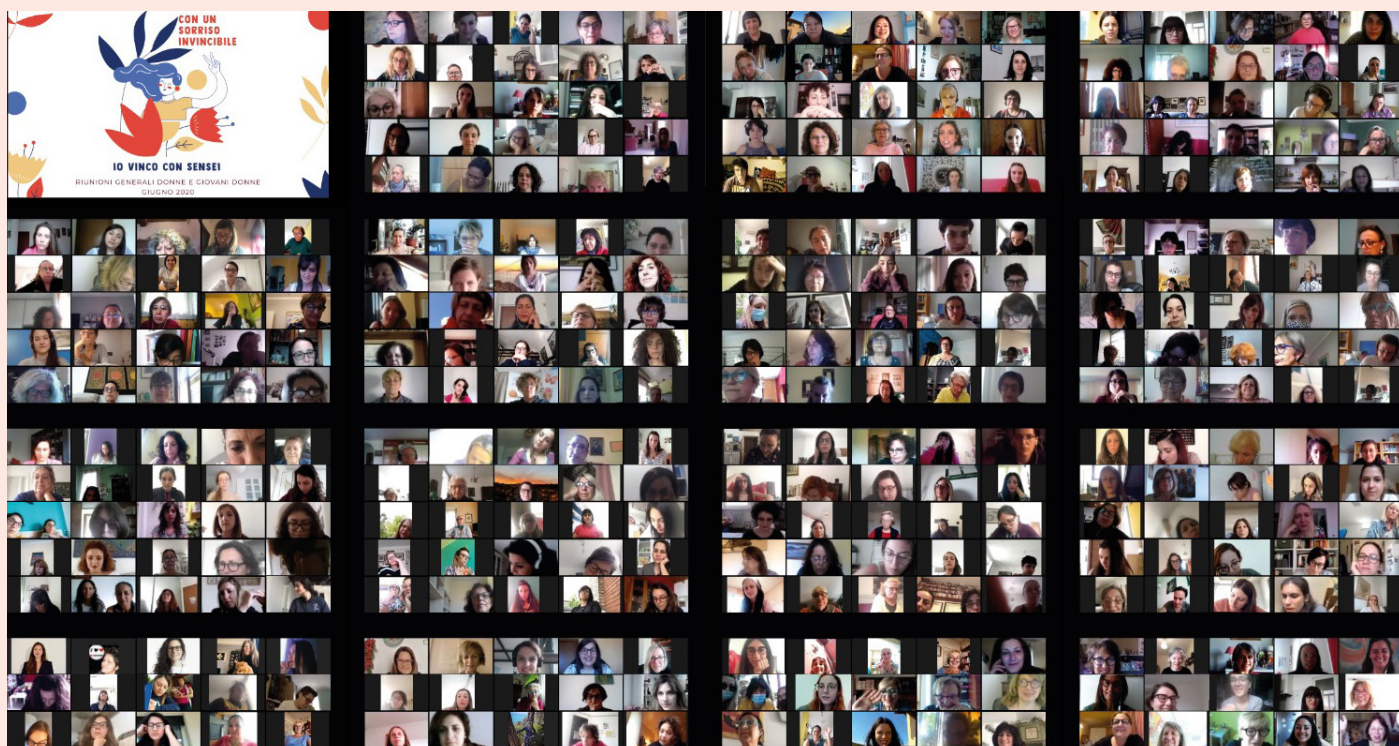 CON UN
SORRISO
INVINCIBILE
IO VINCO CON SENSEI
RIUNIONI GENERALI DONNE E GIOVANI DONNE
GIUGNO 2020